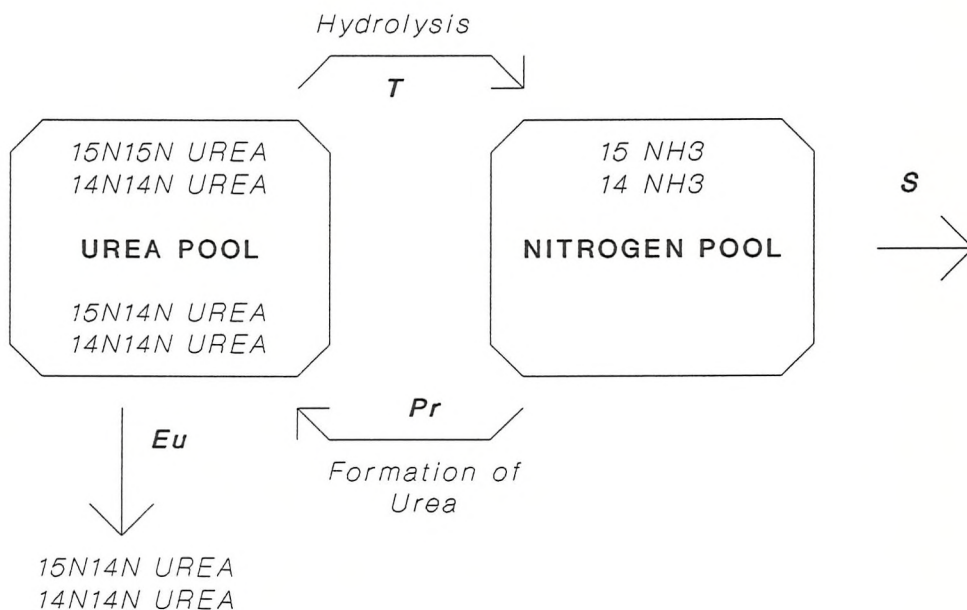 Hydrolysis
T
15N15N UREA
14N14N UREA
UREA POOL
15N14N UREA
14N14N UREA
15 NH3
14 NH3
NITROGEN POOL
S
Eu
Pr
Formation of
Urea
15N14N UREA
14N14N UREA